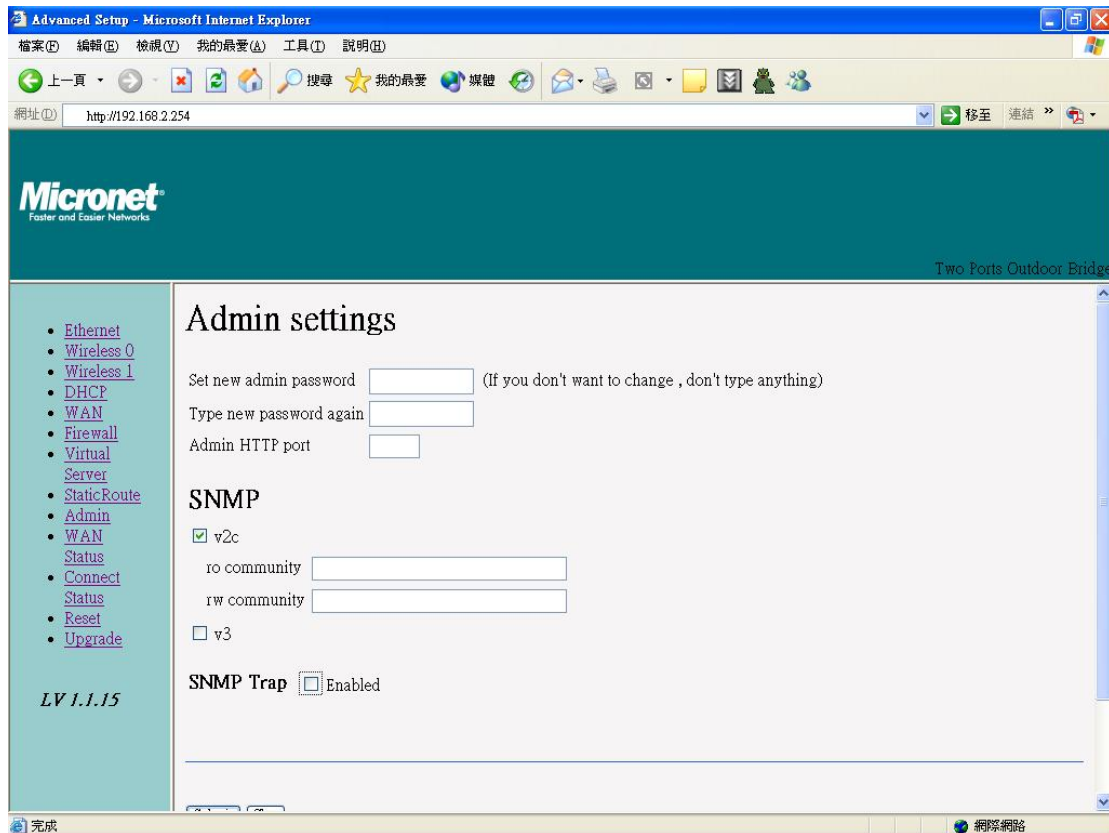 Advanced Setup - Microsoft Internet Explorer
檔案(F) 編輯(E) 檢視(V) 我的最愛(A) 工具(T) 說明(H)
上一頁 搜尋 我的最愛 媒體
網址(D) http://192.168.2.254 移至 連結 »
Micronet
Faster and Easier Networks
Two Ports Outdoor Bridge
Ethernet
Wireless 0
Wireless 1
DHCP
WAN
Firewall
Virtual
Server
StaticRoute
Admin
WAN
Status
Connect
Status
Reset
Upgrade
LV 1.1.15
Admin settings
Set new admin password (If you don't want to change , don't type anything)
Type new password again
Admin HTTP port
SNMP
v2c
ro community
rw community
v3
SNMP Trap Enabled
完成 網際網路